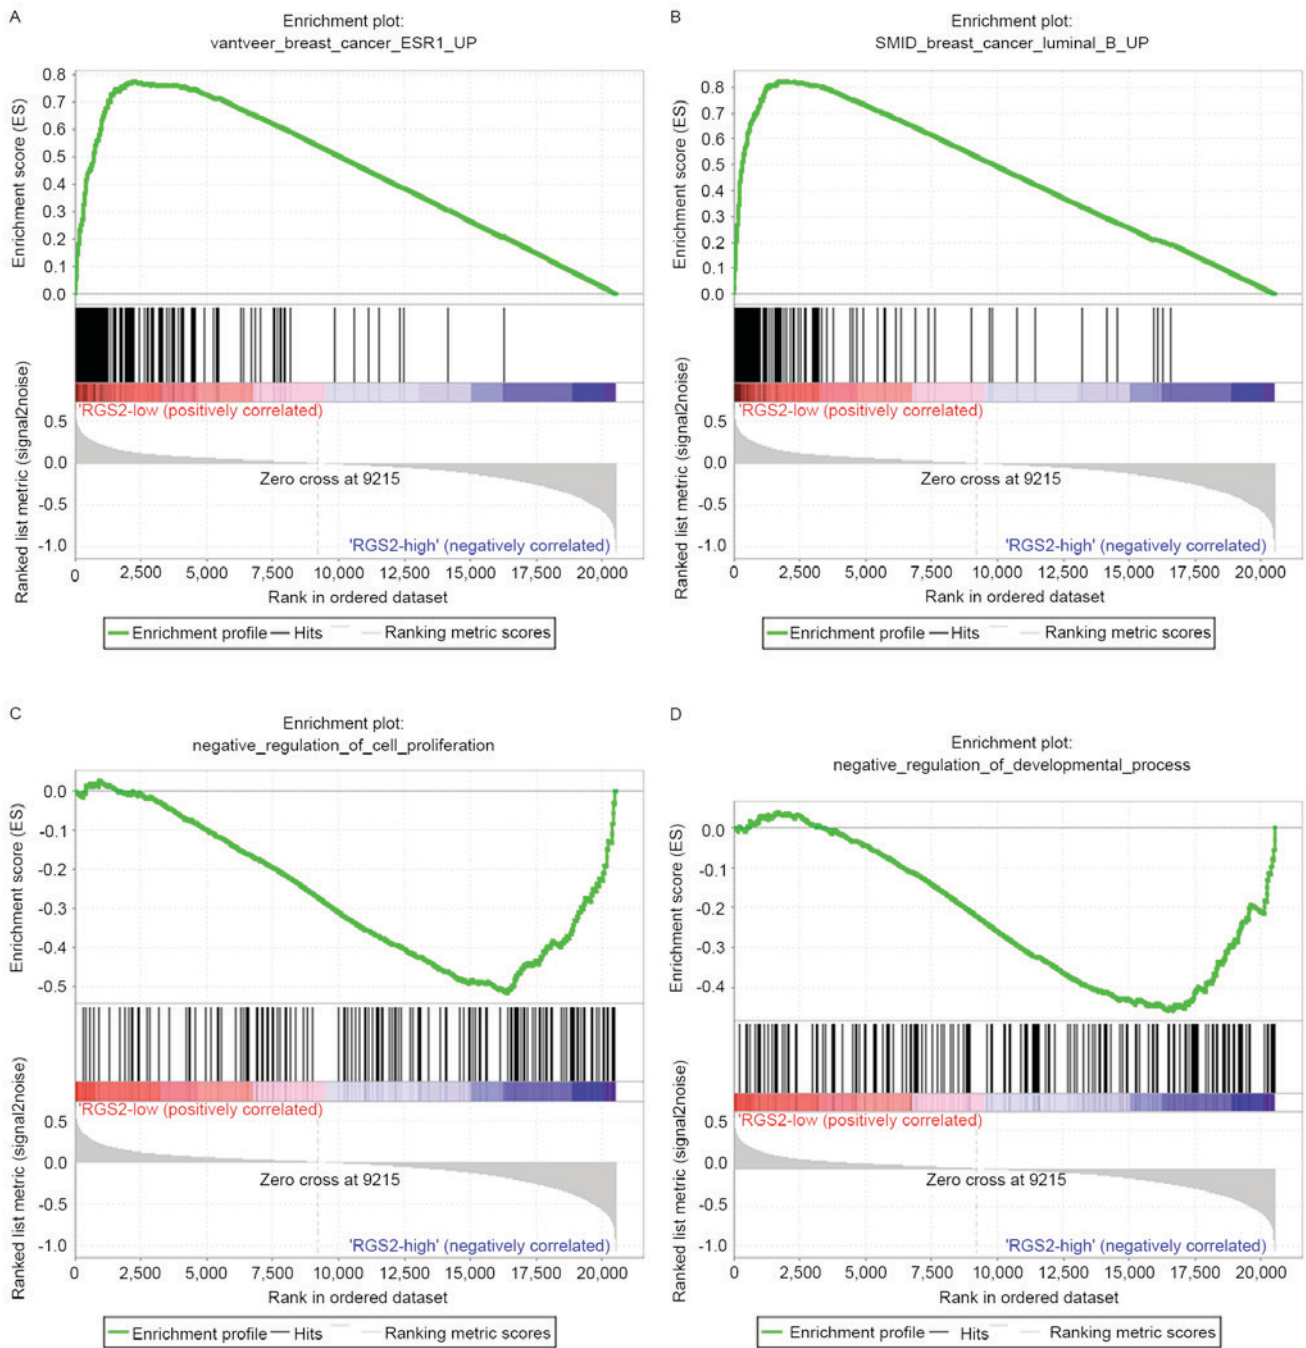 A
Enrichment plot:
vantveer_breast_cancer_ESR1_UP
Enrichment score (ES)
0.8
0.7
0.6
0.5
0.4
0.3
0.2
0.1
0.0
'RGS2-low (positively correlated)
Ranked list metric (signal2noise)
0.5
0.0
-0.5
-1.0
Zero cross at 9215
'RGS2-high' (negatively correlated)
0 2,500 5,000 7,500 10,000 12,500 15,000 17,500 20,000
Rank in ordered dataset
Enrichment profile Hits Ranking metric scores
B
Enrichment plot:
SMID_breast_cancer_luminal_B_UP
Enrichment score (ES)
0.8
0.7
0.6
0.5
0.4
0.3
0.2
0.1
0.0
'RGS2-low (positively correlated)
Ranked list metric (signal2noise)
0.5
0.0
-0.5
-1.0
Zero cross at 9215
'RGS2-high' (negatively correlated)
0 2,500 5,000 7,500 10,000 12,500 15,000 17,500 20,000
Rank in ordered dataset
Enrichment profile Hits Ranking metric scores
C
Enrichment plot:
negative_regulation_of_cell_proliferation
Enrichment score (ES)
0.0
-0.1
-0.2
-0.3
-0.4
-0.5
'RGS2-low (positively correlated)
Ranked list metric (signal2noise)
0.5
0.0
-0.5
-1.0
Zero cross at 9215
'RGS2-high' (negatively correlated)
0 2,500 5,000 7,500 10,000 12,500 15,000 17,500 20,000
Rank in ordered dataset
Enrichment profile Hits Ranking metric scores
D
Enrichment plot:
negative_regulation_of_developmental_process
Enrichment score (ES)
0.0
-0.1
-0.2
-0.3
-0.4
'RGS2-low (positively correlated)
Ranked list metric (signal2noise)
0.5
0.0
-0.5
-1.0
Zero cross at 9215
'RGS2-high' (negatively correlated)
0 2,500 5,000 7,500 10,000 12,500 15,000 17,500 20,000
Rank in ordered dataset
Enrichment profile Hits Ranking metric scores